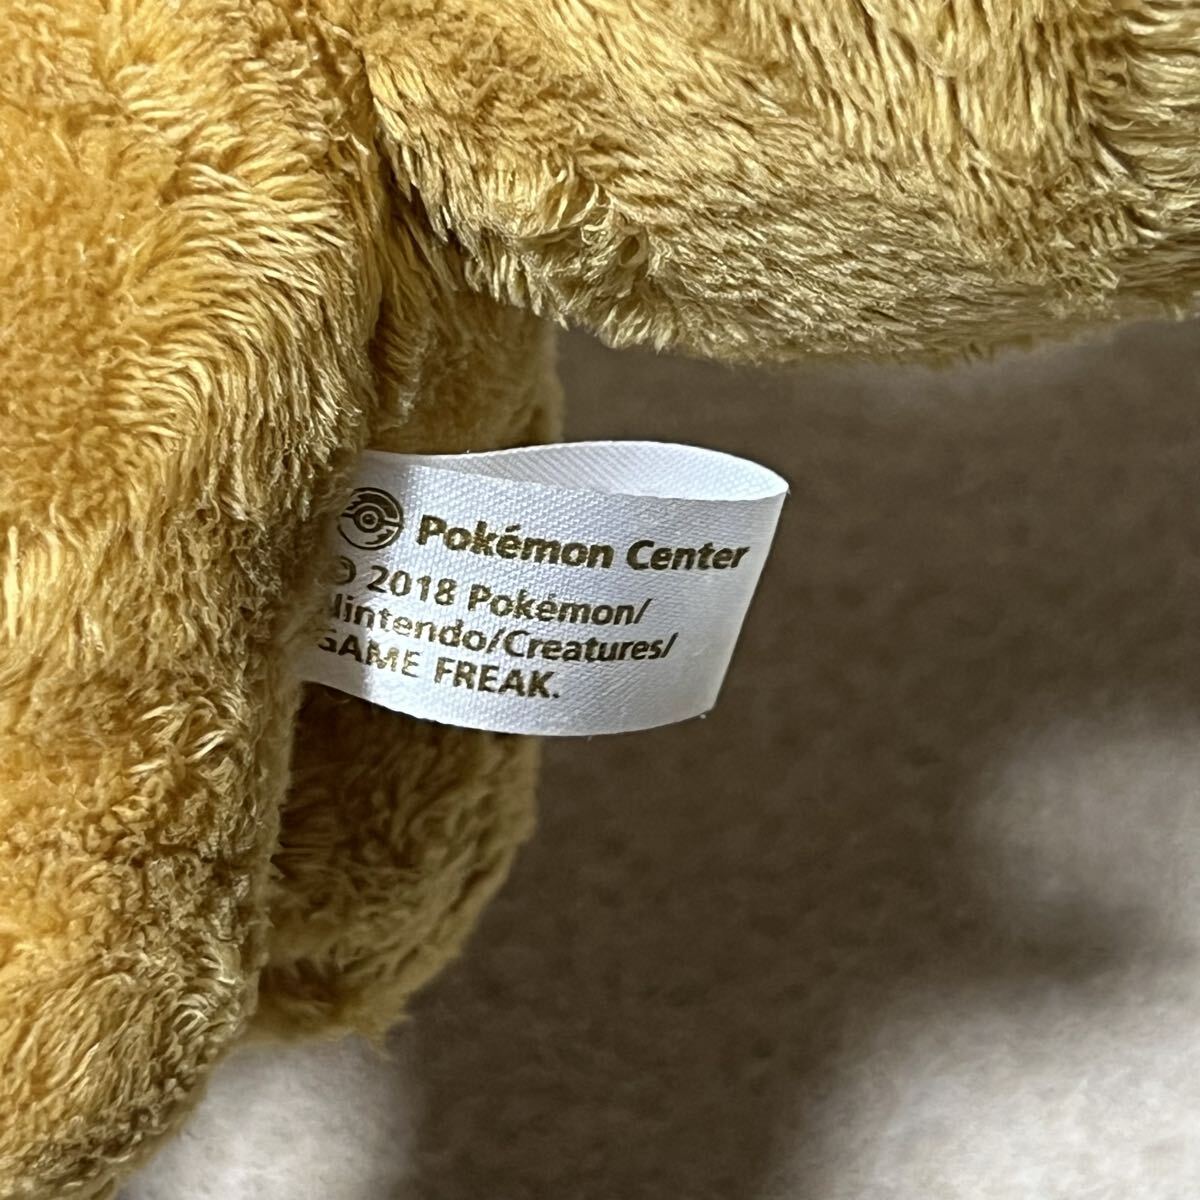 Pokémon Center
© 2018 Pokémon/
Nintendo/Creatures/
GAME FREAK.